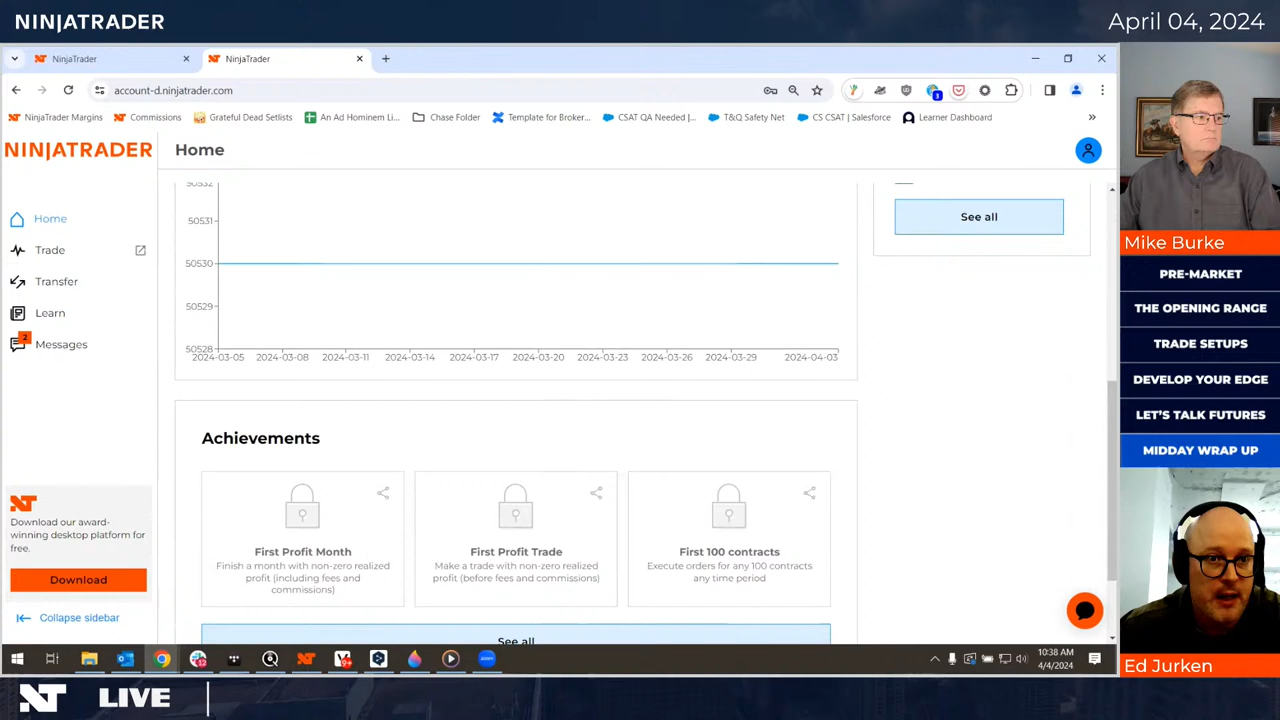 NINJATRADER
April 04, 2024
NinjaTrader
NinjaTrader
account-d.ninjatrader.com
NinjaTrader Margins
Commissions
Grateful Dead Setlists
An Ad Hominem Li...
Chase Folder
Template for Broker...
CSAT QA Needed |...
T&Q Safety Net
CS CSAT | Salesforce
Learner Dashboard
NINJATRADER
Home
Home
Trade
Transfer
Learn
2
Messages
Download our award-
winning desktop platform for
free.
Download
Collapse sidebar
50532
50531
50530
50529
50528
2024-03-05
2024-03-08
2024-03-11
2024-03-14
2024-03-17
2024-03-20
2024-03-23
2024-03-26
2024-03-29
2024-04-03
See all
Achievements
First Profit Month
Finish a month with non-zero realized
profit (including fees and
commissions)
First Profit Trade
Make a trade with non-zero realized
profit (before fees and commissions)
First 100 contracts
Execute orders for any 100 contracts
any time period
See all
10:38 AM
4/4/2024
Mike Burke
PRE-MARKET
THE OPENING RANGE
TRADE SETUPS
DEVELOP YOUR EDGE
LET'S TALK FUTURES
MIDDAY WRAP UP
Ed Jurken
NT LIVE